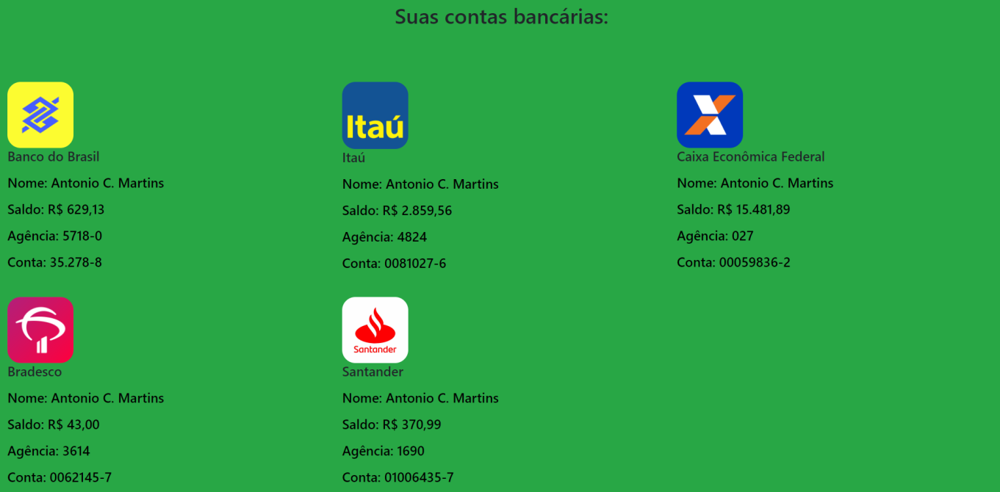 Suas contas bancárias:
Itaú
Banco do Brasil
Nome: Antonio C. Martins
Saldo: R$ 629,13
Agência: 5718-0
Conta: 35.278-8
Itaú
Nome: Antonio C. Martins
Saldo: R$ 2.859,56
Agência: 4824
Conta: 0081027-6
Caixa Econômica Federal
Nome: Antonio C. Martins
Saldo: R$ 15.481,89
Agência: 027
Conta: 00059836-2
Bradesco
Nome: Antonio C. Martins
Saldo: R$ 43,00
Agência: 3614
Conta: 0062145-7
Santander
Santander
Nome: Antonio C. Martins
Saldo: R$ 370,99
Agência: 1690
Conta: 01006435-7